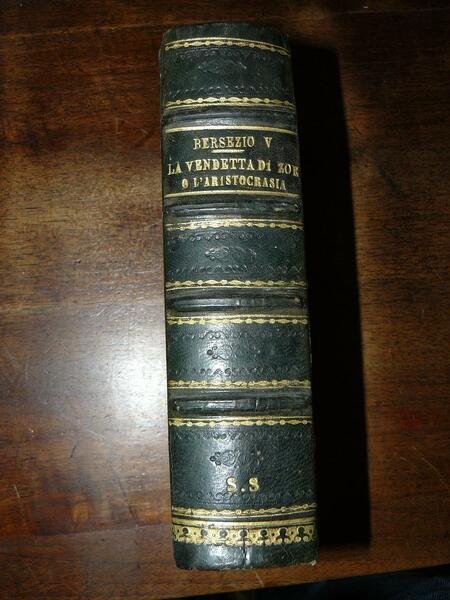 BERSEZIO V
LA VENDETTA DI ZOE
O L'ARISTOCRASIA
S.S